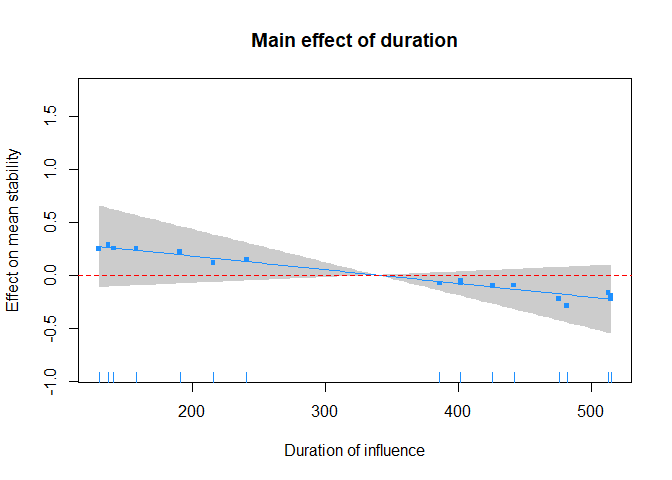 Main effect of duration
Effect on mean stability
1.5
1.0
0.5
0.0
-0.5
-1.0
200 300 400 500
Duration of influence